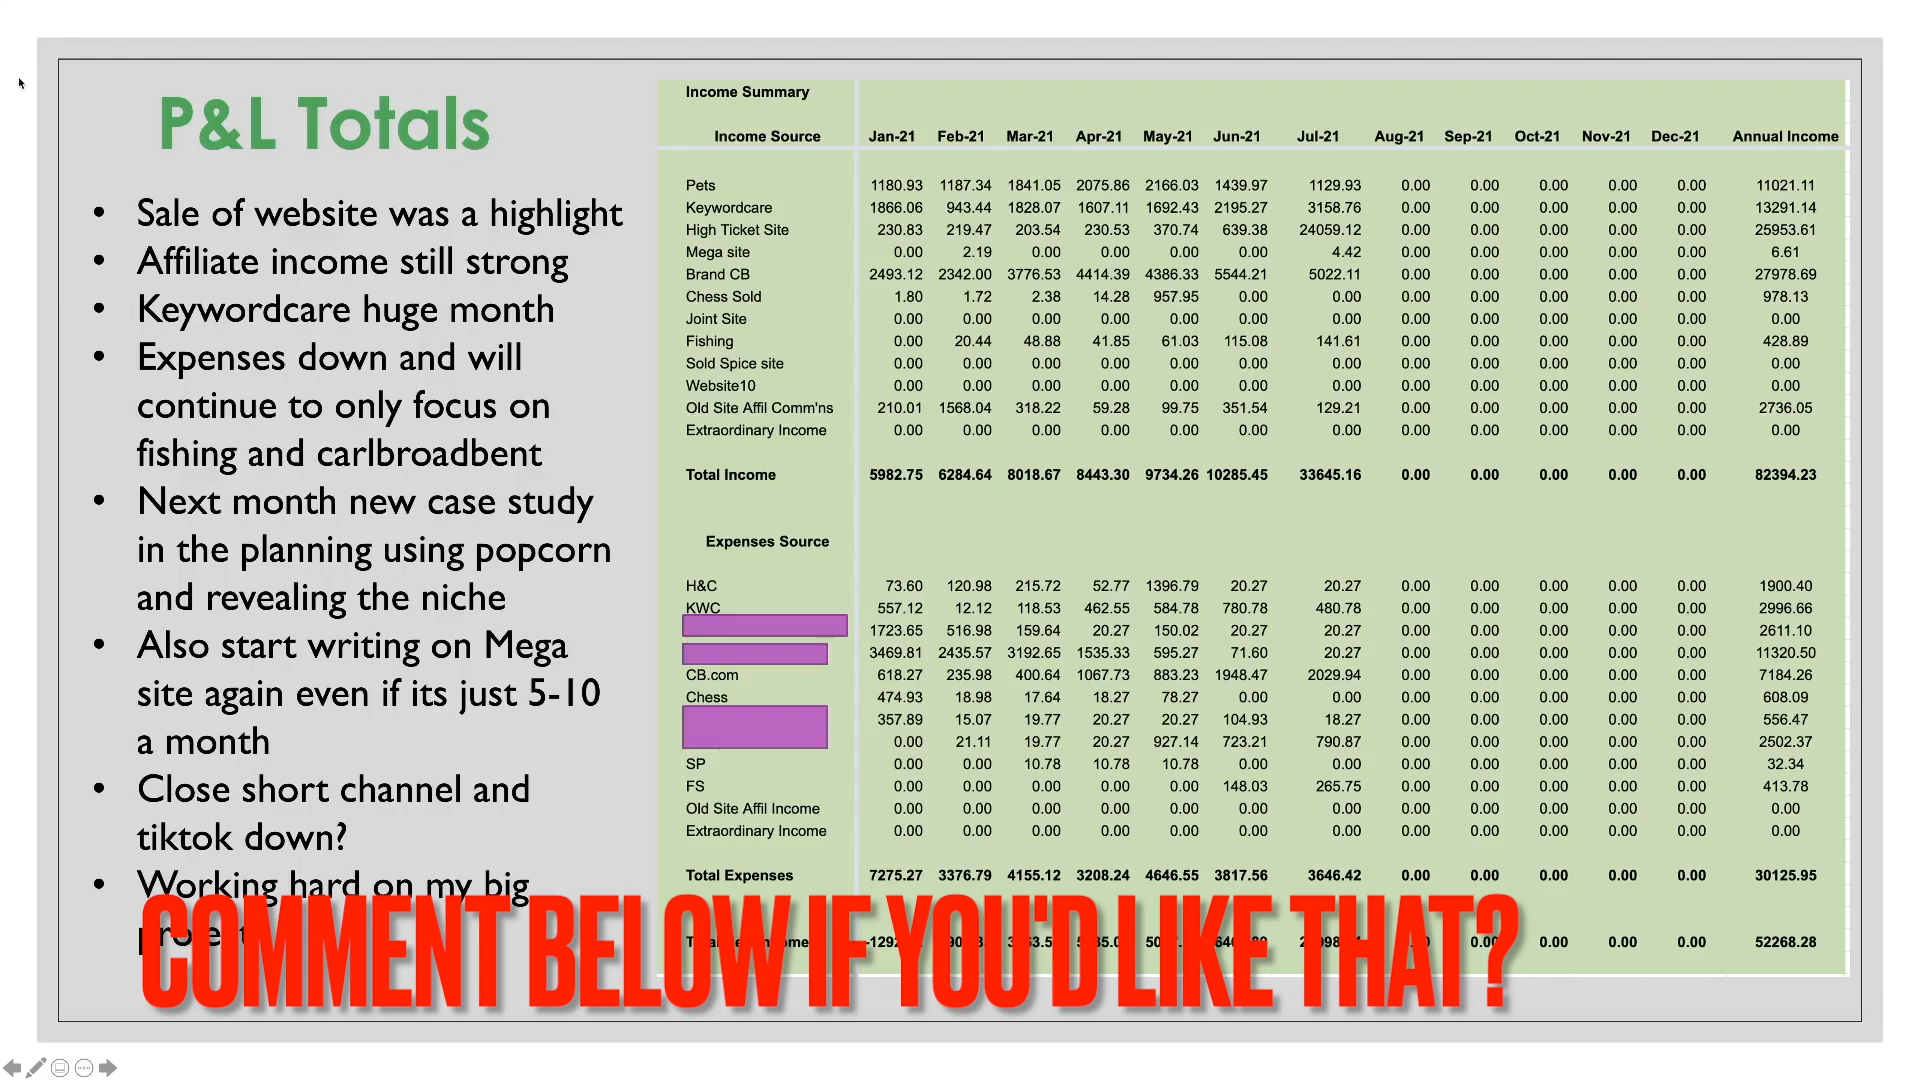 P&L Totals
• Sale of website was a highlight
• Affiliate income still strong
• Keywordcare huge month
• Expenses down and will
continue to only focus on
fishing and carlbroadbent
• Next month new case study
in the planning using popcorn
and revealing the niche
• Also start writing on Mega
site again even if its just 5-10
a month
• Close short channel and
tiktok down?
• Working hard on my big
Income Summary
Income Source Jan-21 Feb-21 Mar-21 Apr-21 May-21 Jun-21 Jul-21 Aug-21 Sep-21 Oct-21 Nov-21 Dec-21 Annual Income
Pets 1180.93 1187.34 1841.05 2075.86 2166.03 1439.97 1129.93 0.00 0.00 0.00 0.00 0.00 11021.11
Keywordcare 1866.06 943.44 1828.07 1607.11 1692.43 2195.27 3158.76 0.00 0.00 0.00 0.00 0.00 13291.14
High Ticket Site 230.83 219.47 203.54 230.53 370.74 639.38 24059.12 0.00 0.00 0.00 0.00 0.00 25953.61
Mega site 0.00 2.19 0.00 0.00 0.00 0.00 4.42 0.00 0.00 0.00 0.00 0.00 6.61
Brand CB 2493.12 2342.00 3776.53 4414.39 4386.33 5544.21 5022.11 0.00 0.00 0.00 0.00 0.00 27978.69
Chess Sold 1.80 1.72 2.38 14.28 957.95 0.00 0.00 0.00 0.00 0.00 0.00 0.00 978.13
Joint Site 0.00 0.00 0.00 0.00 0.00 0.00 0.00 0.00 0.00 0.00 0.00 0.00 0.00
Fishing 0.00 20.44 48.88 41.85 61.03 115.08 141.61 0.00 0.00 0.00 0.00 0.00 428.89
Sold Spice site 0.00 0.00 0.00 0.00 0.00 0.00 0.00 0.00 0.00 0.00 0.00 0.00 0.00
Website10 0.00 0.00 0.00 0.00 0.00 0.00 0.00 0.00 0.00 0.00 0.00 0.00 0.00
Old Site Affil Comm'ns 210.01 1568.04 318.22 59.28 99.75 351.54 129.21 0.00 0.00 0.00 0.00 0.00 2736.05
Extraordinary Income 0.00 0.00 0.00 0.00 0.00 0.00 0.00 0.00 0.00 0.00 0.00 0.00 0.00
Total Income 5982.75 6284.64 8018.67 8443.30 9734.26 10285.45 33645.16 0.00 0.00 0.00 0.00 0.00 82394.23
Expenses Source
H&C 73.60 120.98 215.72 52.77 1396.79 20.27 20.27 0.00 0.00 0.00 0.00 0.00 1900.40
KWC 557.12 12.12 118.53 462.55 584.78 780.78 480.78 0.00 0.00 0.00 0.00 0.00 2996.66
1723.65 516.98 159.64 20.27 150.02 20.27 20.27 0.00 0.00 0.00 0.00 0.00 2611.10
3469.81 2435.57 3192.65 1535.33 595.27 71.60 20.27 0.00 0.00 0.00 0.00 0.00 11320.50
CB.com 618.27 235.98 400.64 1067.73 883.23 1948.47 2029.94 0.00 0.00 0.00 0.00 0.00 7184.26
Chess 474.93 18.98 17.64 18.27 78.27 0.00 0.00 0.00 0.00 0.00 0.00 0.00 608.09
357.89 15.07 19.77 20.27 20.27 104.93 18.27 0.00 0.00 0.00 0.00 0.00 556.47
0.00 21.11 19.77 20.27 927.14 723.21 790.87 0.00 0.00 0.00 0.00 0.00 2502.37
SP 0.00 0.00 10.78 10.78 10.78 0.00 0.00 0.00 0.00 0.00 0.00 0.00 32.34
FS 0.00 0.00 0.00 0.00 0.00 148.03 265.75 0.00 0.00 0.00 0.00 0.00 413.78
Old Site Affil Income 0.00 0.00 0.00 0.00 0.00 0.00 0.00 0.00 0.00 0.00 0.00 0.00 0.00
Extraordinary Income 0.00 0.00 0.00 0.00 0.00 0.00 0.00 0.00 0.00 0.00 0.00 0.00 0.00
Total Expenses 7275.27 3376.79 4155.12 3208.24 4646.55 3817.56 3646.42 0.00 0.00 0.00 0.00 0.00 30125.95
0.00 0.00 0.00 52268.28
COMMENT BELOW IF YOU'D LIKE THAT?